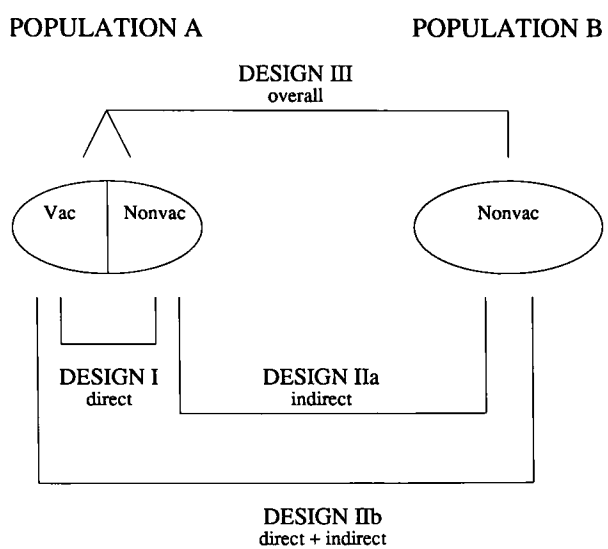 POPULATION A
POPULATION B
DESIGN III
overall
Vac
Nonvac
Nonvac
DESIGN I
direct
DESIGN IIa
indirect
DESIGN IIb
direct + indirect